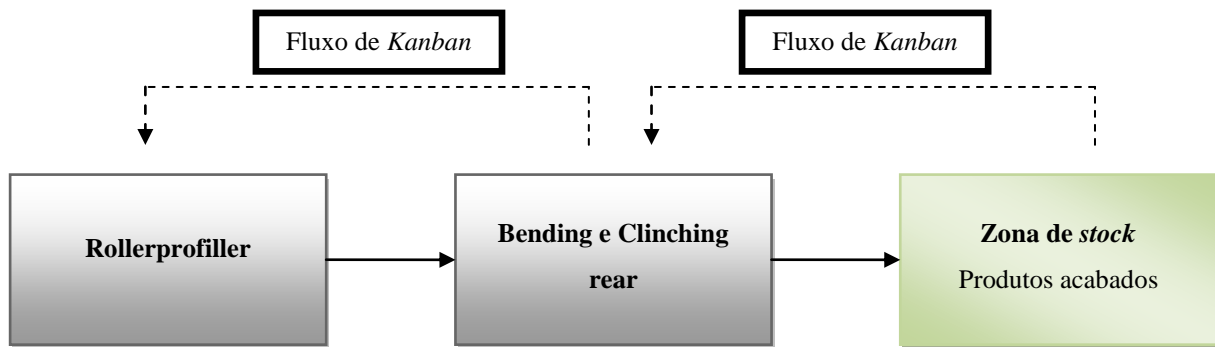 Fluxo de Kanban
Fluxo de Kanban
Rollerprofiller
Bending e Clinching
rear
Zona de stock
Produtos acabados